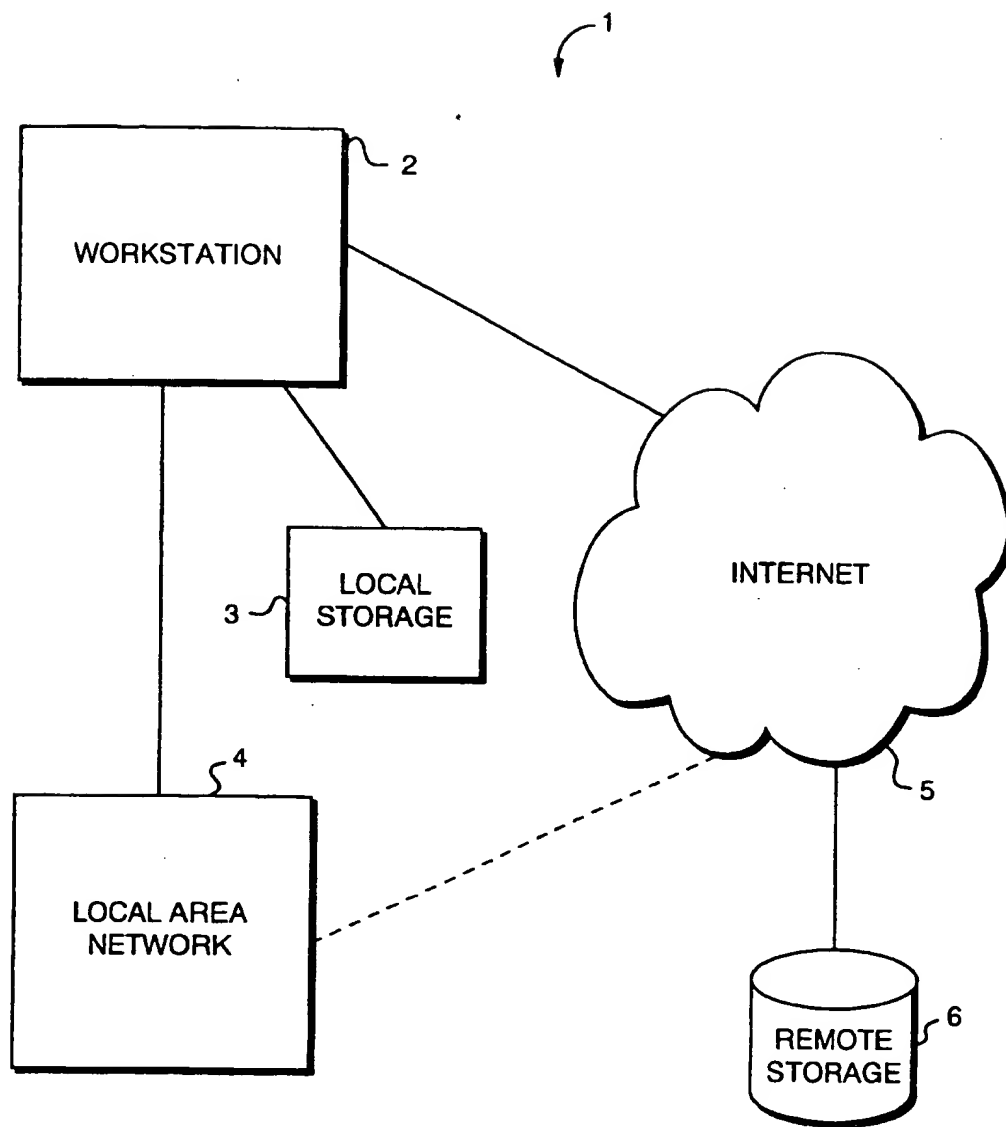 1
2
WORKSTATION
LOCAL
STORAGE
3
INTERNET
4
5
LOCAL AREA
NETWORK
6
REMOTE
STORAGE